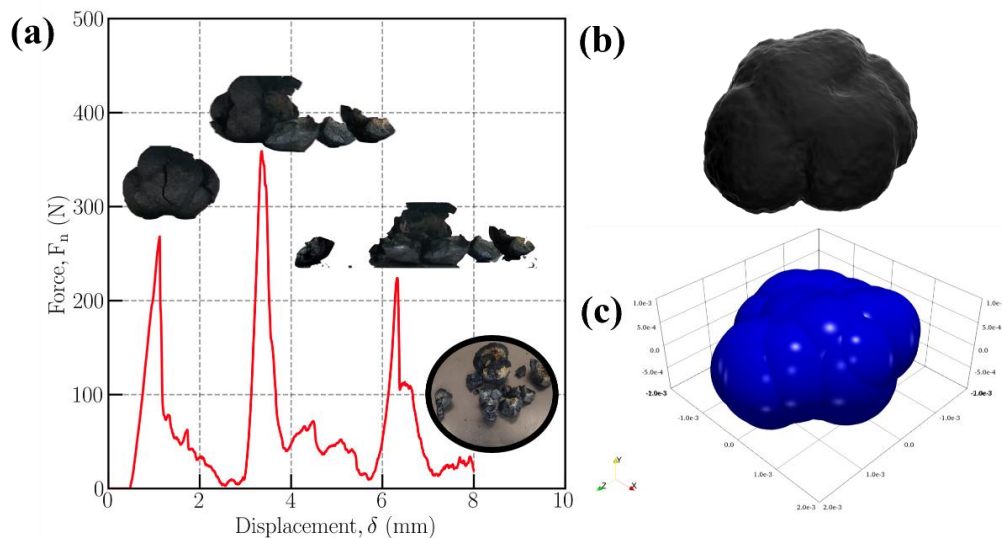 (a)
500
400
300
200
100
0
Force, Fₙ (N)
0 2 4 6 8 10
Displacement, δ (mm)
(b)
(c)
1.0e-3
5.0e-4
0.0
-5.0e-4
-1.0e-3
0.0
1.0e-3
2.0e-3
2.0e-3
1.0e-3
0.0
-1.0e-3
5.0e-4
0.0
-5.0e-4
-1.0e-3
Y
Z
X